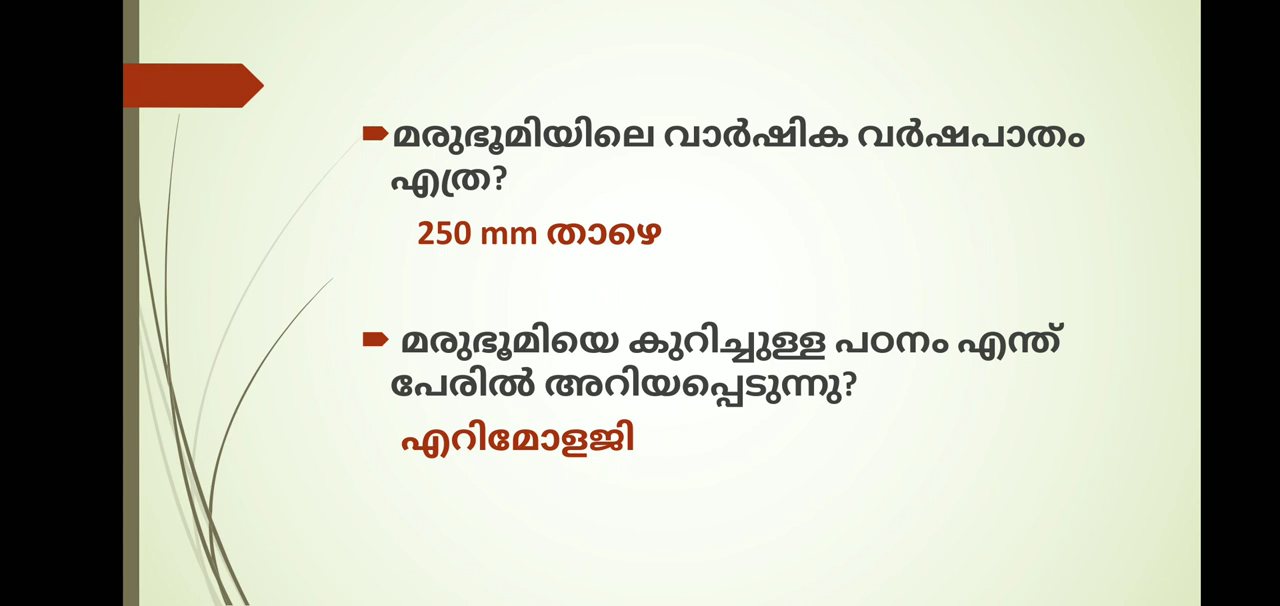 മരുഭൂമിയിലെ വാർഷിക വർഷപാതം
എത്ര?
250 mm താഴെ
മരുഭൂമിയെ കുറിച്ചുള്ള പഠനം എന്ത്
പേരിൽ അറിയപ്പെടുന്നു?
എറിമോളജി